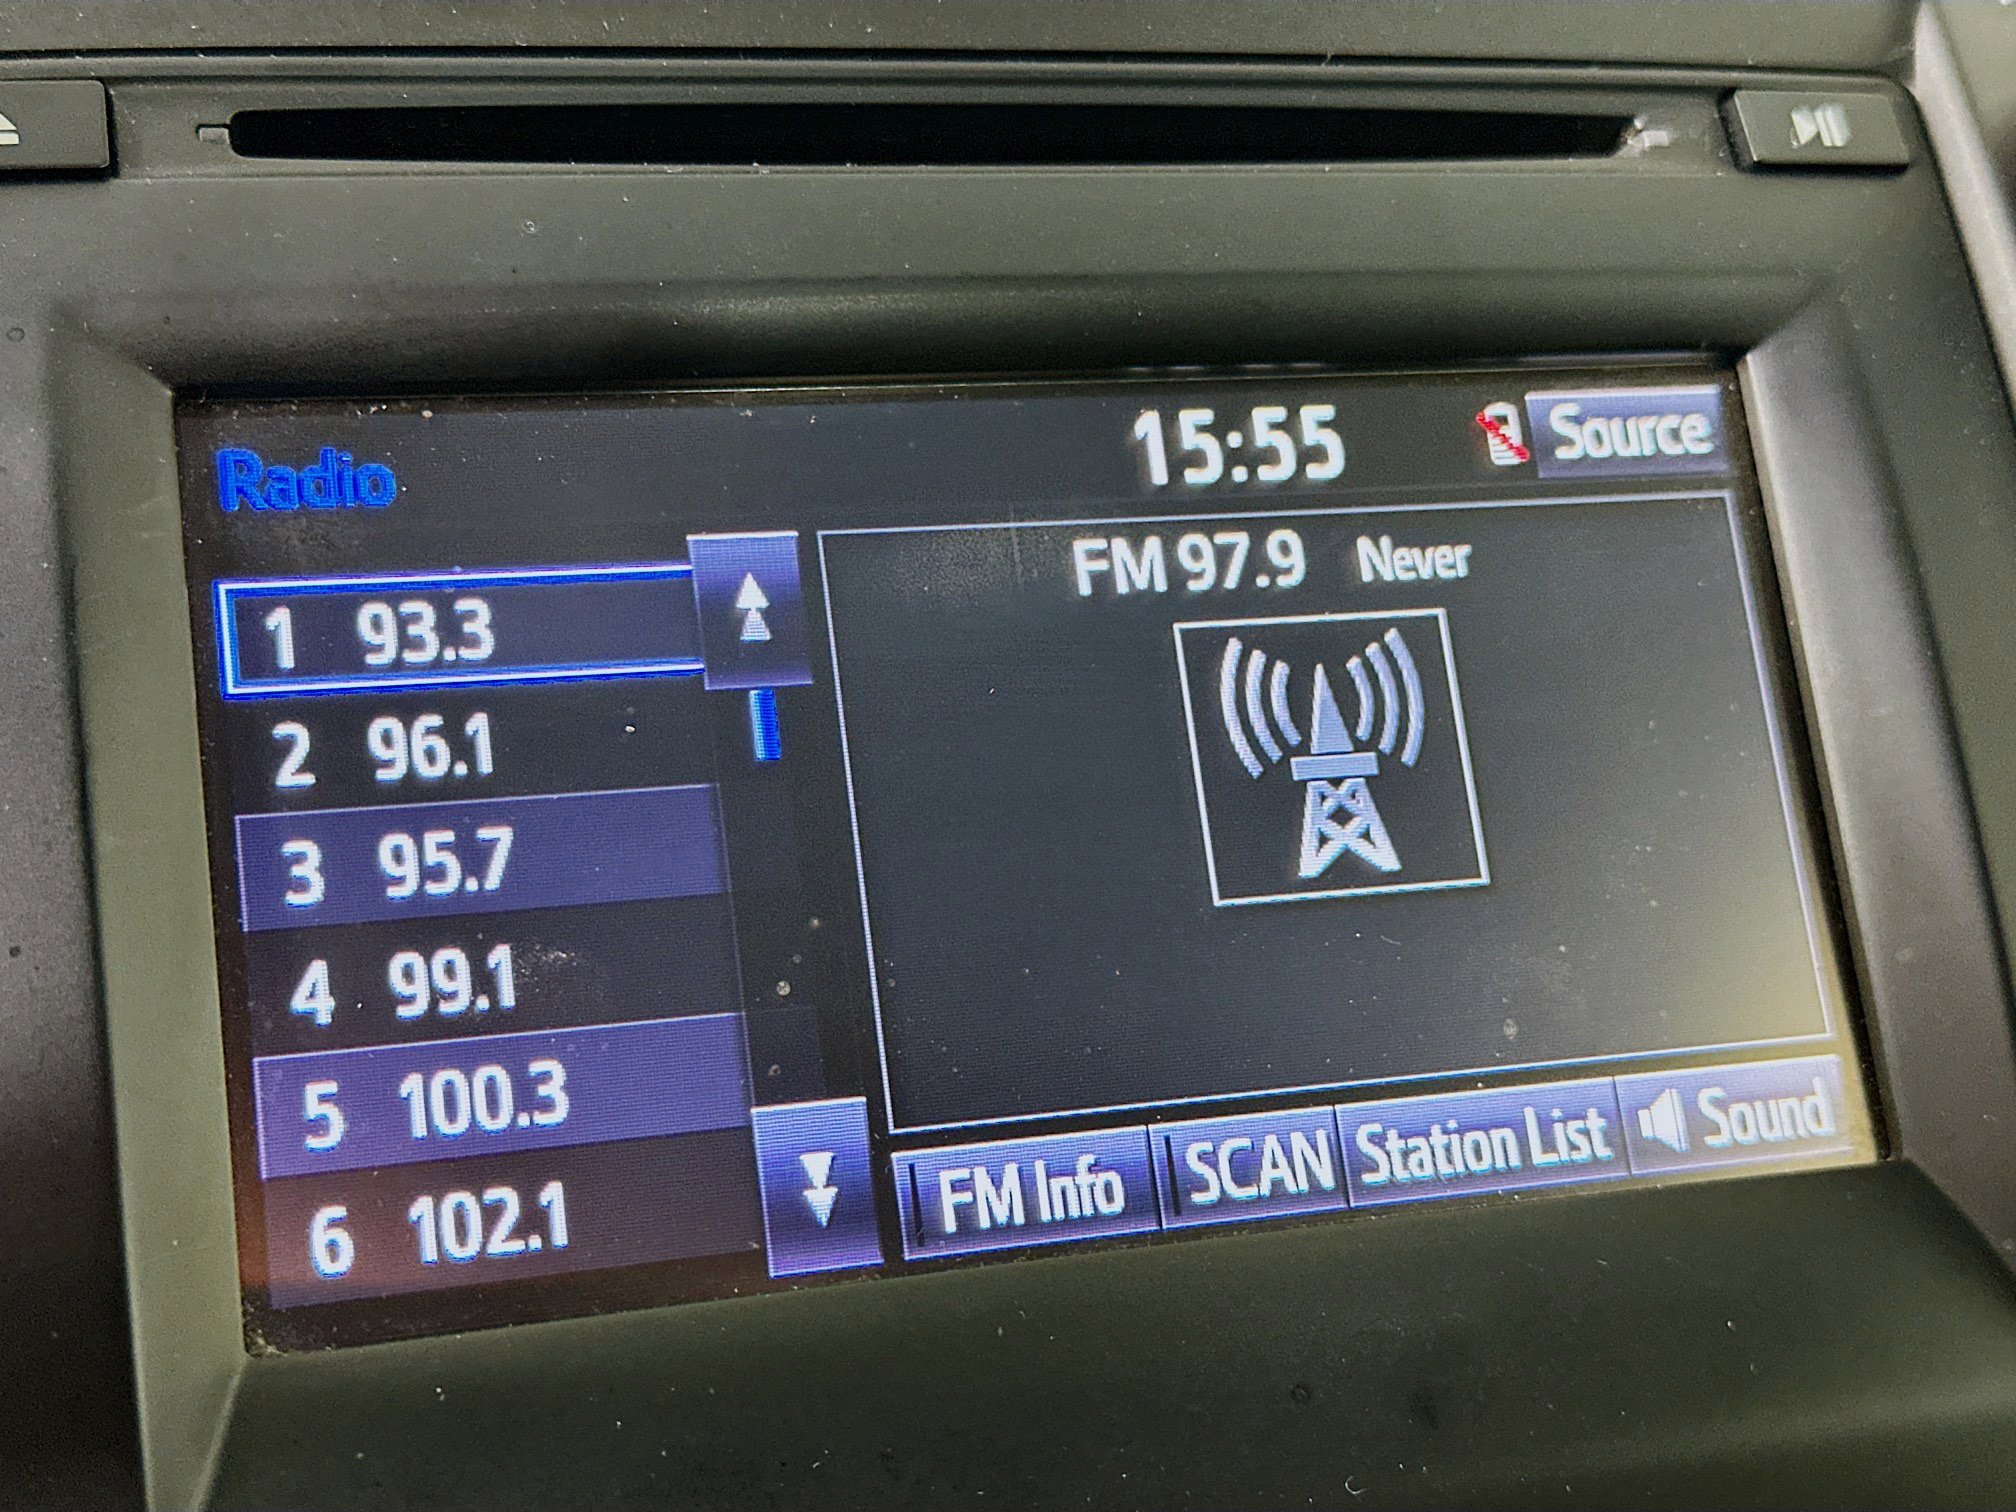 Radio 15:55 Source
FM 97.9 Never
1 93.3
2 96.1
3 95.7
4 99.1
5 100.3
6 102.1
FM Info SCAN Station List Sound